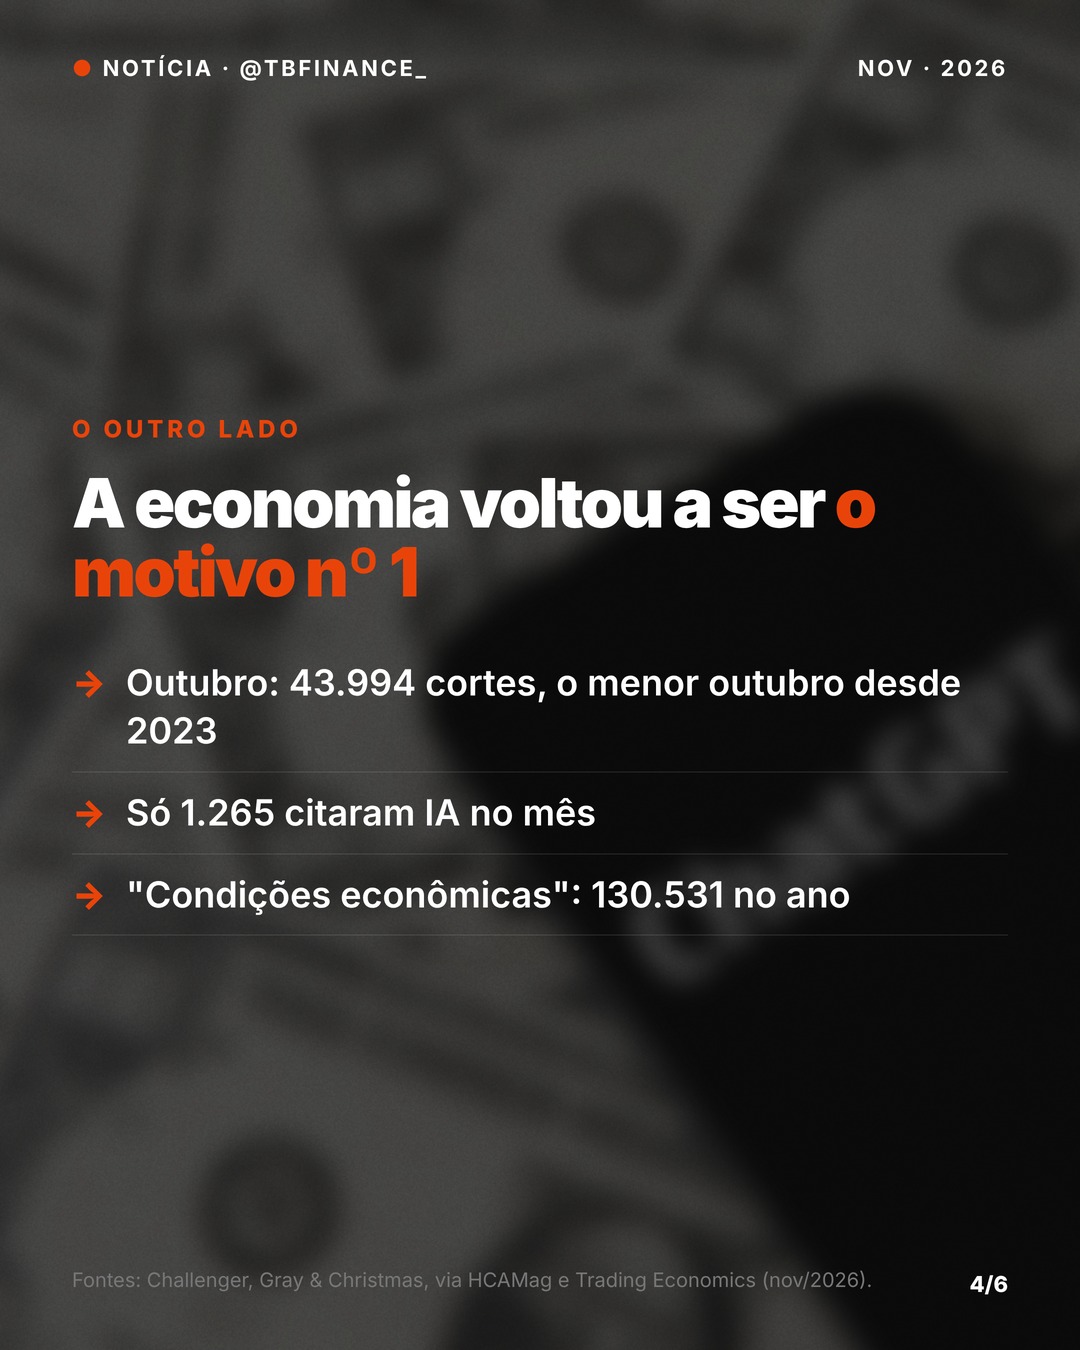 NOTÍCIA · @TBFINANCE_
NOV · 2026
O OUTRO LADO
A economia voltou a ser o
motivo nº 1
→ Outubro: 43.994 cortes, o menor outubro desde
2023
→ Só 1.265 citaram IA no mês
→ "Condições econômicas": 130.531 no ano
ChatGPT
Fontes: Challenger, Gray & Christmas, via HCAMag e Trading Economics (nov/2026).
4/6